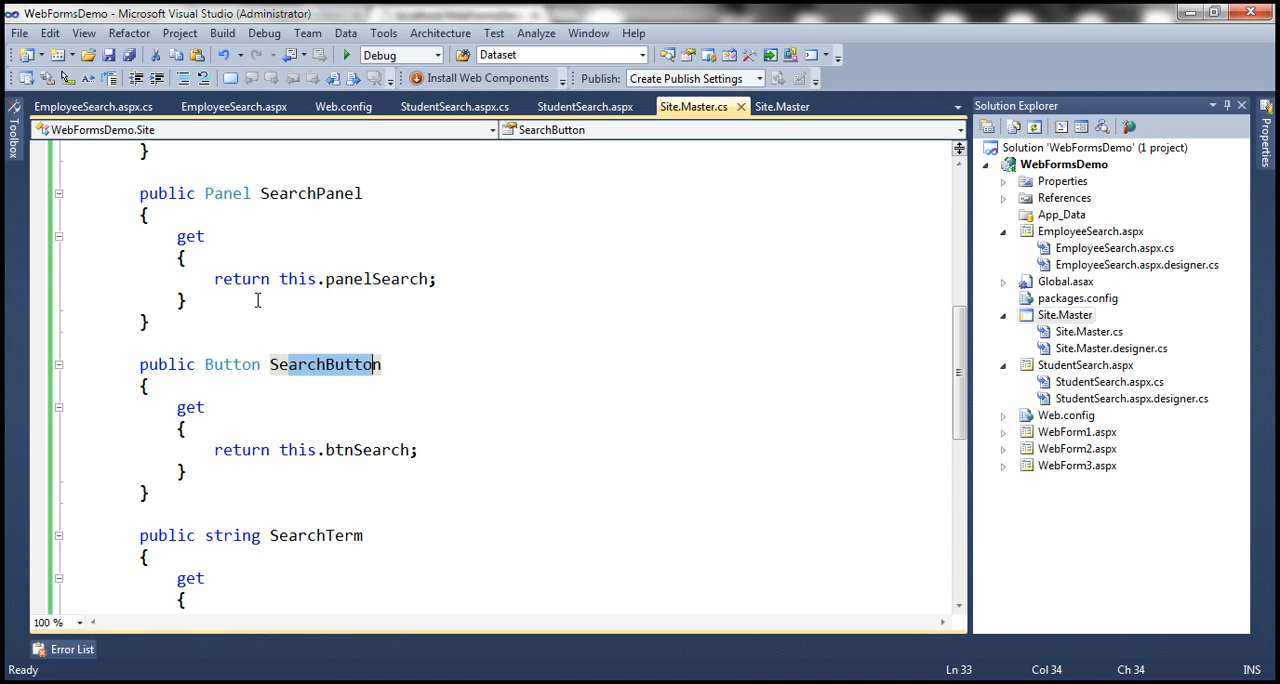 WebFormsDemo - Microsoft Visual Studio (Administrator)
File Edit View Refactor Project Build Debug Team Data Tools Architecture Test Analyze Window Help
Debug Dataset
Install Web Components Publish: Create Publish Settings
EmployeeSearch.aspx.cs EmployeeSearch.aspx Web.config StudentSearch.aspx.cs StudentSearch.aspx Site.Master.cs Site.Master
WebFormsDemo.Site SearchButton
}
public Panel SearchPanel
{
get
{
return this.panelSearch;
}
}
public Button SearchButton
{
get
{
return this.btnSearch;
}
}
public string SearchTerm
{
get
{
100 %
Toolbox
Solution Explorer
Solution 'WebFormsDemo' (1 project)
WebFormsDemo
Properties
References
App_Data
EmployeeSearch.aspx
EmployeeSearch.aspx.cs
EmployeeSearch.aspx.designer.cs
Global.asax
packages.config
Site.Master
Site.Master.cs
Site.Master.designer.cs
StudentSearch.aspx
StudentSearch.aspx.cs
StudentSearch.aspx.designer.cs
Web.config
WebForm1.aspx
WebForm2.aspx
WebForm3.aspx
Properties
Error List
Ready Ln 33 Col 34 Ch 34 INS